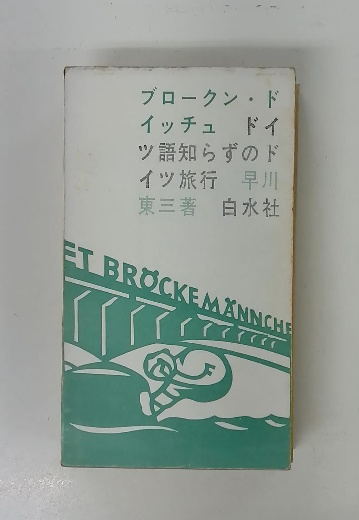 ブロークン・ド
イッチュ ドイ
ツ語知らずのド
イツ旅行 早川
東三著 白水社
ET BRÖCKEMÄNNCHE